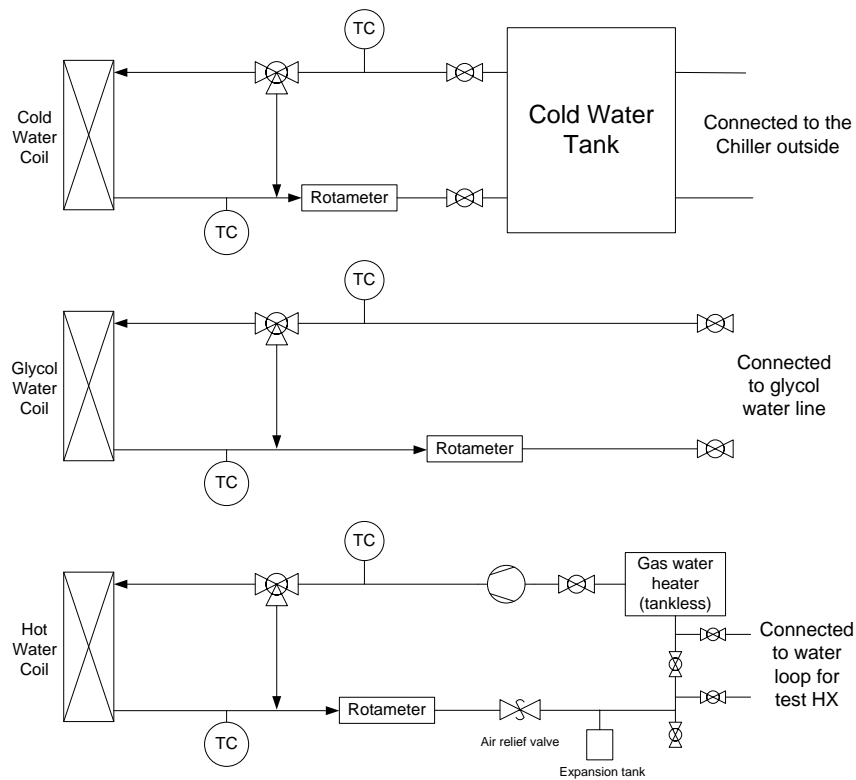 TC
Cold
Water
Coil
Cold Water
Tank
Connected to the
Chiller outside
Rotameter
TC
TC
Glycol
Water
Coil
Connected
to glycol
water line
Rotameter
TC
TC
Gas water
heater
(tankless)
Hot
Water
Coil
Connected
to water
loop for
test HX
Rotameter
TC
Air relief valve
Expansion tank